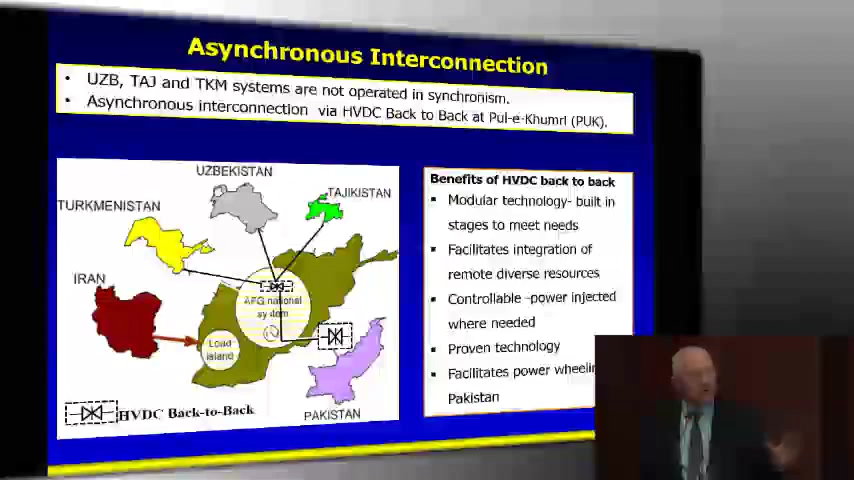 Asynchronous Interconnection
• UZB, TAJ and TKM systems are not operated in synchronism.
• Asynchronous interconnection via HVDC Back to Back at Pul-e-Khumri (PUK).
UZBEKISTAN
TAJIKISTAN
TURKMENISTAN
IRAN
AFG national
system
Load
island
PAKISTAN
HVDC Back-to-Back
Benefits of HVDC back to back
▪ Modular technology- built in
stages to meet needs
▪ Facilitates integration of
remote diverse resources
▪ Controllable -power injected
where needed
▪ Proven technology
▪ Facilitates power wheelin
Pakistan